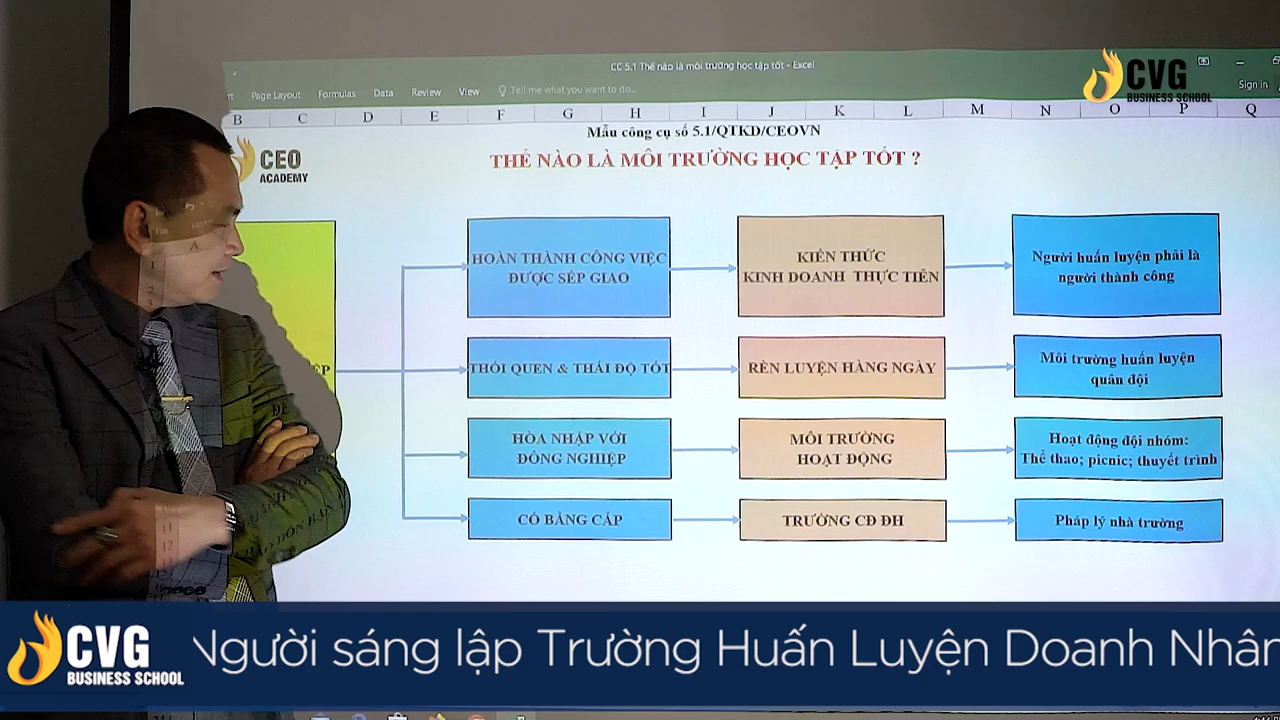 CC 5.1 Thế nào là môi trường học tập tốt - Excel
Page Layout Formulas Data Review View Tell me what you want to do...
Sign in
CVG
BUSINESS SCHOOL
B C D E F G H I J K L M N O P Q
Mẫu công cụ số 5.1/QTKD/CEOVN
THẾ NÀO LÀ MÔI TRƯỜNG HỌC TẬP TỐT ?
CEO
ACADEMY
HOÀN THÀNH CÔNG VIỆC
ĐƯỢC SẾP GIAO
KIẾN THỨC
KINH DOANH THỰC TIỄN
Người huấn luyện phải là
người thành công
THÓI QUEN & THÁI ĐỘ TỐT
RÈN LUYỆN HÀNG NGÀY
Môi trường huấn luyện
quân đội
HÒA NHẬP VỚI
ĐỒNG NGHIỆP
MÔI TRƯỜNG
HOẠT ĐỘNG
Hoạt động đội nhóm:
Thể thao; picnic; thuyết trình
CÓ BẰNG CẤP
TRƯỜNG CĐ ĐH
Pháp lý nhà trường
CVG
BUSINESS SCHOOL
Người sáng lập Trường Huấn Luyện Doanh Nhân